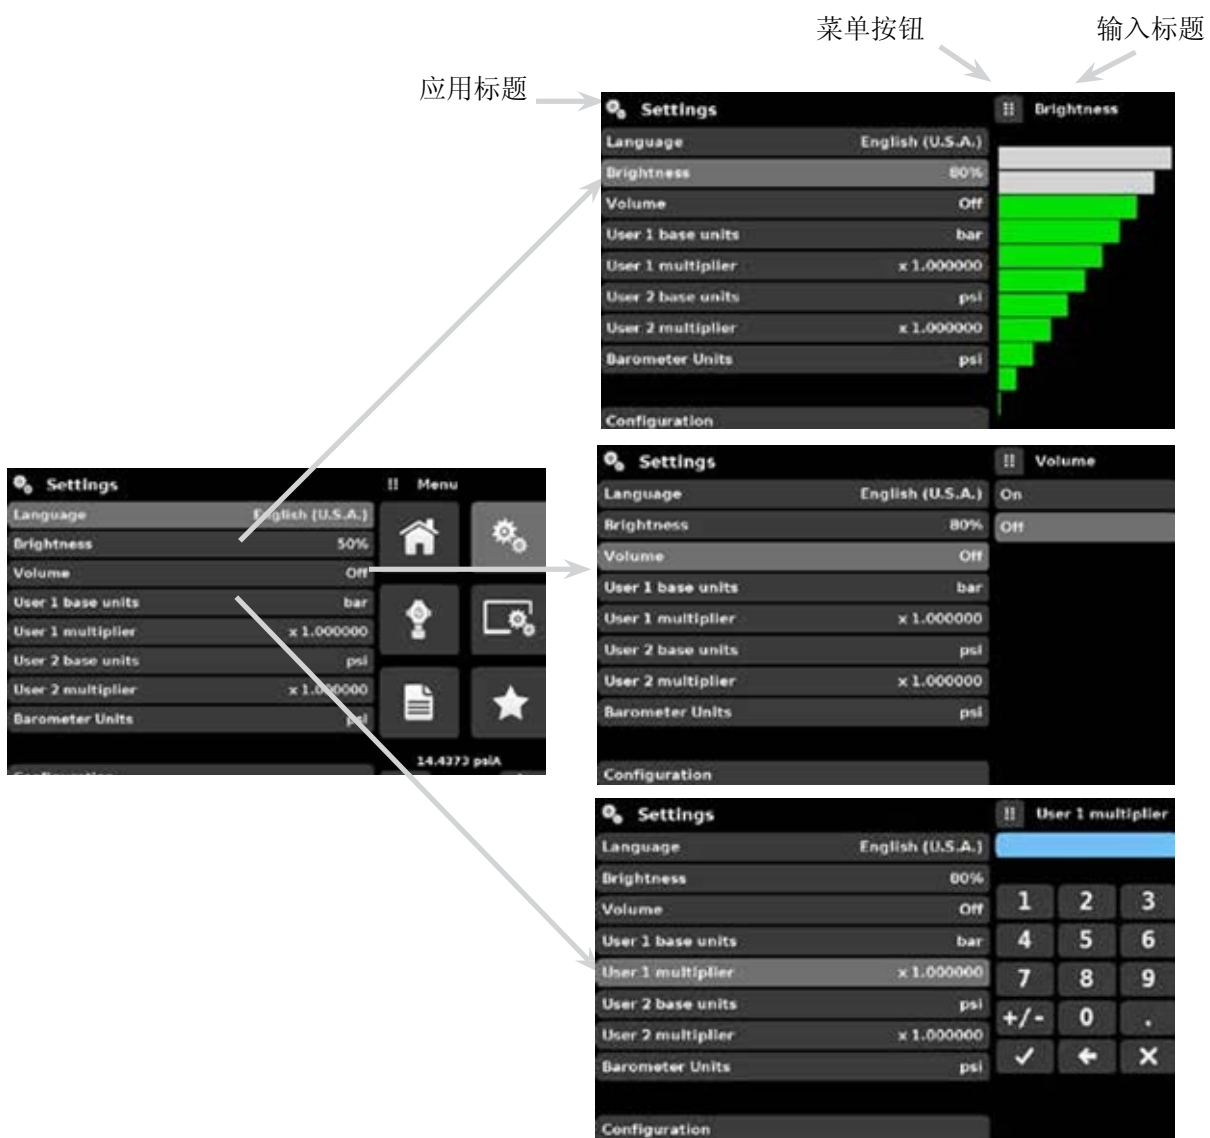 菜单按钮 输入标题
应用标题
Settings Brightness
Language English (U.S.A.)
Brightness 80%
Volume Off
User 1 base units bar
User 1 multiplier x 1.000000
User 2 base units psi
User 2 multiplier x 1.000000
Barometer Units psi
Configuration
Settings Menu
Language English (U.S.A.)
Brightness 50%
Volume Off
User 1 base units bar
User 1 multiplier x 1.000000
User 2 base units psi
User 2 multiplier x 1.000000
Barometer Units psi
14.4373 psiA
Settings Volume
Language English (U.S.A.) On
Brightness 80% Off
Volume Off
User 1 base units bar
User 1 multiplier x 1.000000
User 2 base units psi
User 2 multiplier x 1.000000
Barometer Units psi
Configuration
Settings User 1 multiplier
Language English (U.S.A.)
Brightness 80%
Volume Off 1 2 3
User 1 base units bar 4 5 6
User 1 multiplier x 1.000000 7 8 9
User 2 base units psi +/- 0 .
User 2 multiplier x 1.000000
Barometer Units psi
Configuration